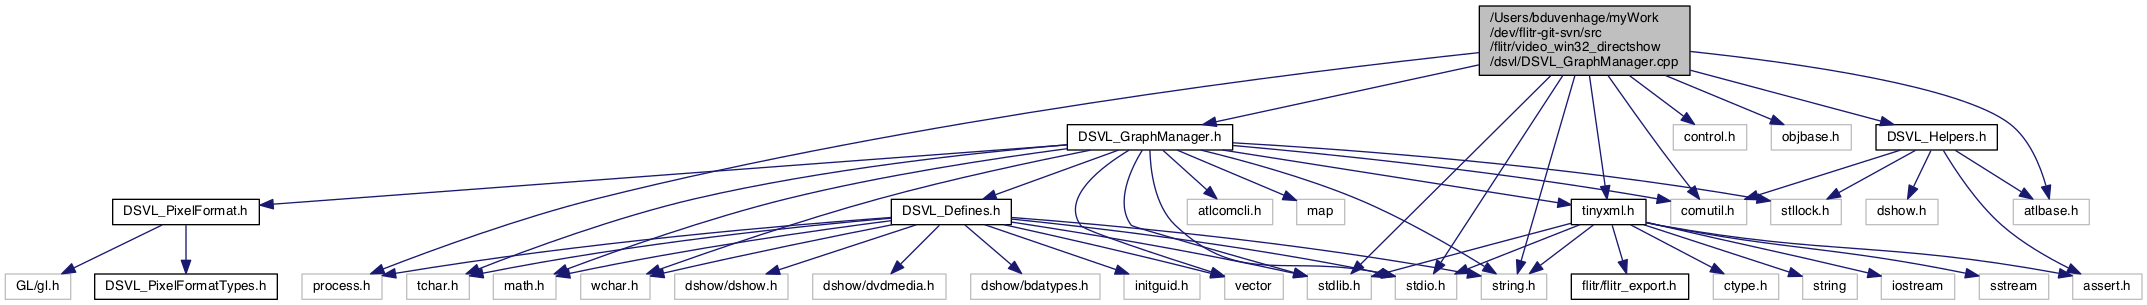 /Users/bduvenhage/myWork
/dev/flitr-git-svn/src
/flitr/video_win32_directshow
/dsvl/DSVL_GraphManager.cpp
DSVL_GraphManager.h
control.h
objbase.h
DSVL_Helpers.h
DSVL_PixelFormat.h
DSVL_Defines.h
atlcomcli.h
map
tinyxml.h
comutil.h
stllock.h
dshow.h
atlbase.h
GL/gl.h
DSVL_PixelFormatTypes.h
process.h
tchar.h
math.h
wchar.h
dshow/dshow.h
dshow/dvdmedia.h
dshow/bdatypes.h
initguid.h
vector
stdlib.h
stdio.h
string.h
flitr/flitr_export.h
ctype.h
string
iostream
sstream
assert.h